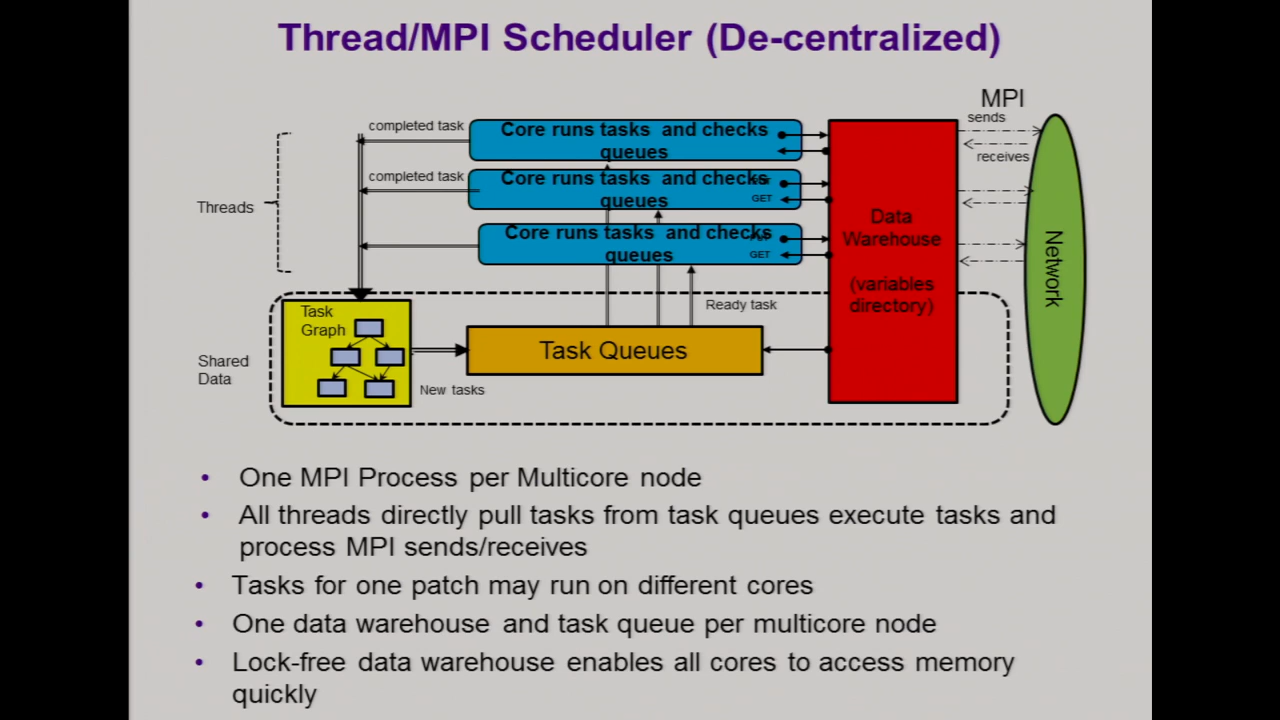 Thread/MPI Scheduler (De-centralized)
MPI
sends
receives
completed task
Core runs tasks and checks
queues
completed task
Core runs tasks and checks
queues
GET
Threads
Core runs tasks and checks
queues
GET
Data
Warehouse
(variables
directory)
Network
Ready task
Task
Graph
Task Queues
Shared
Data
New tasks
• One MPI Process per Multicore node
• All threads directly pull tasks from task queues execute tasks and
process MPI sends/receives
• Tasks for one patch may run on different cores
• One data warehouse and task queue per multicore node
• Lock-free data warehouse enables all cores to access memory
quickly